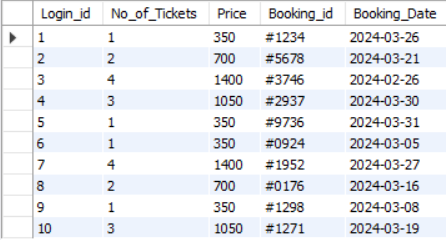 Login_id No_of_Tickets Price Booking_id Booking_Date
1 1 350 #1234 2024-03-26
2 2 700 #5678 2024-03-21
3 4 1400 #3746 2024-02-26
4 3 1050 #2937 2024-03-30
5 1 350 #9736 2024-03-31
6 1 350 #0924 2024-03-05
7 4 1400 #1952 2024-03-27
8 2 700 #0176 2024-03-16
9 1 350 #1298 2024-03-08
10 3 1050 #1271 2024-03-19